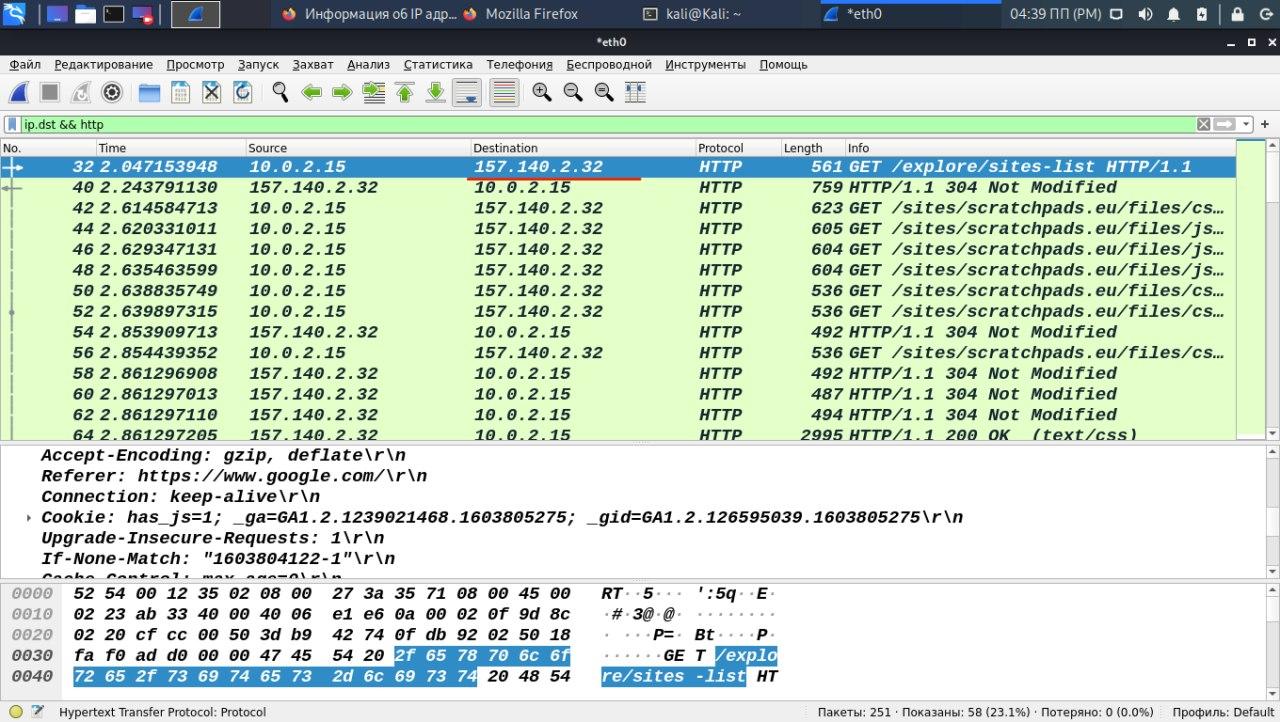 Информация об IP адр... Mozilla Firefox
kali@Kali: ~
*eth0
04:39 ПП (PM)
*eth0
Файл Редактирование Просмотр Запуск Захват Анализ Статистика Телефония Беспроводной Инструменты Помощь
ip.dst && http
No. Time Source Destination Protocol Length Info
32 2.047153948 10.0.2.15 157.140.2.32 HTTP 561 GET /explore/sites-list HTTP/1.1
40 2.243791130 157.140.2.32 10.0.2.15 HTTP 759 HTTP/1.1 304 Not Modified
42 2.614584713 10.0.2.15 157.140.2.32 HTTP 623 GET /sites/scratchpads.eu/files/cs…
44 2.620331011 10.0.2.15 157.140.2.32 HTTP 605 GET /sites/scratchpads.eu/files/js…
46 2.629347131 10.0.2.15 157.140.2.32 HTTP 604 GET /sites/scratchpads.eu/files/js…
48 2.635463599 10.0.2.15 157.140.2.32 HTTP 604 GET /sites/scratchpads.eu/files/js…
50 2.638835749 10.0.2.15 157.140.2.32 HTTP 536 GET /sites/scratchpads.eu/files/cs…
52 2.639897315 10.0.2.15 157.140.2.32 HTTP 536 GET /sites/scratchpads.eu/files/cs…
54 2.853909713 157.140.2.32 10.0.2.15 HTTP 492 HTTP/1.1 304 Not Modified
56 2.854439352 10.0.2.15 157.140.2.32 HTTP 536 GET /sites/scratchpads.eu/files/cs…
58 2.861296908 157.140.2.32 10.0.2.15 HTTP 492 HTTP/1.1 304 Not Modified
60 2.861297013 157.140.2.32 10.0.2.15 HTTP 487 HTTP/1.1 304 Not Modified
62 2.861297110 157.140.2.32 10.0.2.15 HTTP 494 HTTP/1.1 304 Not Modified
64 2.861297205 157.140.2.32 10.0.2.15 HTTP 2995 HTTP/1.1 200 OK (text/css)
Accept-Encoding: gzip, deflate\r\n
Referer: https://www.google.com/\r\n
Connection: keep-alive\r\n
Cookie: has_js=1; _ga=GA1.2.1239021468.1603805275; _gid=GA1.2.126595039.1603805275\r\n
Upgrade-Insecure-Requests: 1\r\n
If-None-Match: "1603804122-1"\r\n
Cache-Control: max-age=0\r\n
0000 52 54 00 12 35 02 08 00 27 3a 35 71 08 00 45 00 RT··5··· ':5q··E·
0010 02 23 ab 33 40 00 40 06 e1 e6 0a 00 02 0f 9d 8c ·#·3@·@· ········
0020 02 20 cf cc 00 50 3d b9 42 74 0f db 92 02 50 18 · ···P=· Bt····P·
0030 fa f0 ad d0 00 00 47 45 54 20 2f 65 78 70 6c 6f ······GE T /explo
0040 72 65 2f 73 69 74 65 73 2d 6c 69 73 74 20 48 54 re/sites -list HT
Hypertext Transfer Protocol: Protocol
Пакеты: 251 · Показаны: 58 (23.1%) · Потеряно: 0 (0.0%)
Профиль: Default